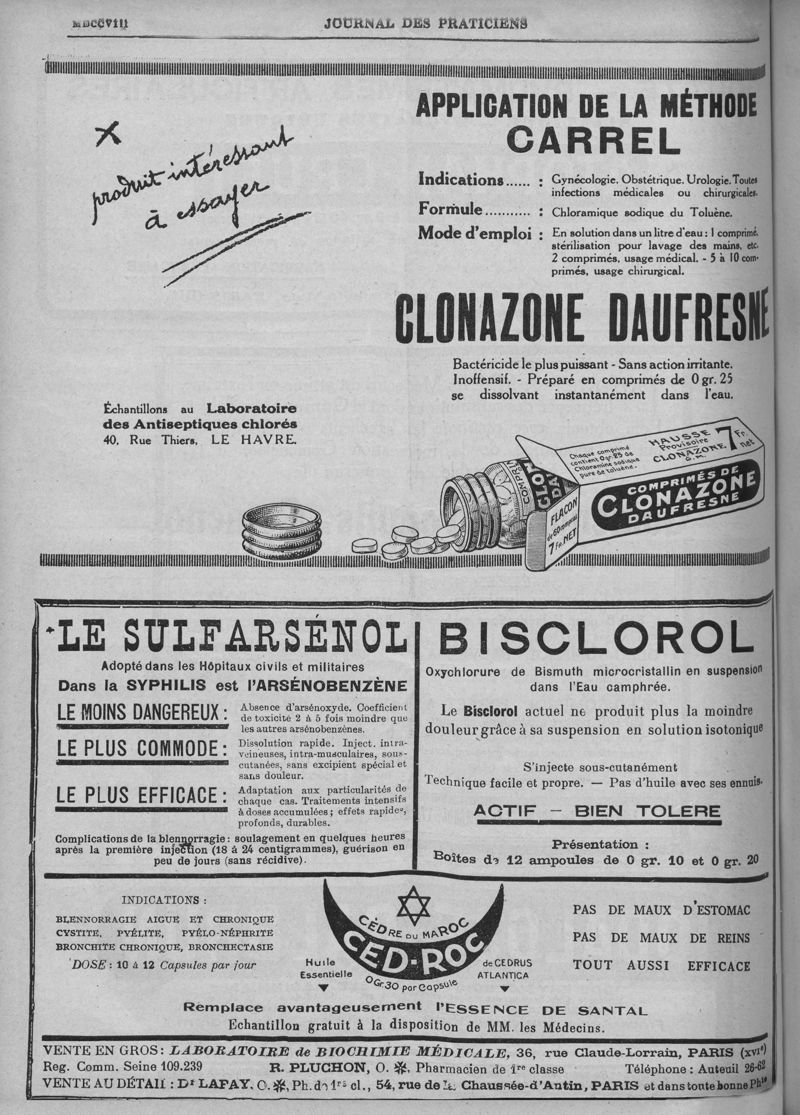 MDCCVIII
JOURNAL DES PRATICIENS
produit intéressant
à essayer
APPLICATION DE LA MÉTHODE
CARREL
Indications...... : Gynécologie. Obstétrique. Urologie. Toutes
infections médicales ou chirurgicales.
Formule........... : Chloramique sodique du Toluène.
Mode d'emploi : En solution dans un litre d'eau : 1 comprimé,
stérilisation pour lavage des mains, etc.
2 comprimés, usage médical. - 5 à 10 com-
primés, usage chirurgical.
CLONAZONE DAUFRESNE
Bactéricide le plus puissant - Sans action irritante.
Inoffensif. - Préparé en comprimés de 0 gr. 25
se dissolvant instantanément dans l'eau.
Échantillons au Laboratoire
des Antiseptiques chlorés
40, Rue Thiers, LE HAVRE.
Chaque comprimé
contient 0gr.25 de
Chloramine sodique
pure de toluène.
HAUSSE
Provisoire
CLONAZONE
7 Fr. net
COMPRIMÉS DE
CLONAZONE
DAUFRESNE
FLACON
de 60 comprimés
7 Fr. NET
LE SULFARSÉNOL
Adopté dans les Hôpitaux civils et militaires
Dans la SYPHILIS est l'ARSÉNOBENZÈNE
LE MOINS DANGEREUX : Absence d'arsénoxyde. Coefficient
de toxicité 2 à 5 fois moindre que
les autres arsénobenzènes.
LE PLUS COMMODE : Dissolution rapide. Inject. intra-
veineuses, intra-musculaires, sous-
cutanées, sans excipient spécial et
sans douleur.
LE PLUS EFFICACE : Adaptation aux particularités de
chaque cas. Traitements intensifs
à doses accumulées ; effets rapides,
profonds, durables.
Complications de la blennorragie : soulagement en quelques heures
après la première injection (18 à 24 centigrammes), guérison en
peu de jours (sans récidive).
BISCLOROL
Oxychlorure de Bismuth microcristallin en suspension
dans l'Eau camphrée.
Le Bisclorol actuel ne produit plus la moindre
douleur grâce à sa suspension en solution isotonique
S'injecte sous-cutanément
Technique facile et propre. — Pas d'huile avec ses ennuis.
ACTIF — BIEN TOLERE
Présentation :
Boîtes de 12 ampoules de 0 gr. 10 et 0 gr. 20
INDICATIONS :
BLENNORRAGIE AIGUE ET CHRONIQUE
CYSTITE, PYÉLITE, PYÉLO-NÉPHRITE
BRONCHITE CHRONIQUE, BRONCHECTASIE
DOSE : 10 à 12 Capsules par jour
CÈDRE DU MAROC
CED-ROC
Huile
Essentielle
0 Gr. 30 par Capsule
de CEDRUS
ATLANTICA
PAS DE MAUX D'ESTOMAC
PAS DE MAUX DE REINS
TOUT AUSSI EFFICACE
Remplace avantageusement l'ESSENCE DE SANTAL
Echantillon gratuit à la disposition de MM. les Médecins.
VENTE EN GROS : LABORATOIRE de BIOCHIMIE MÉDICALE, 36, rue Claude-Lorrain, PARIS (XVIe)
Reg. Comm. Seine 109.239 R. PLUCHON, O. ✻, Pharmacien de 1re classe Téléphone : Auteuil 26-62
VENTE AU DÉTAIL : Dr LAFAY, O. ✻, Ph. de 1re cl., 54, rue de la Chaussée-d'Antin, PARIS et dans toute bonne Phie